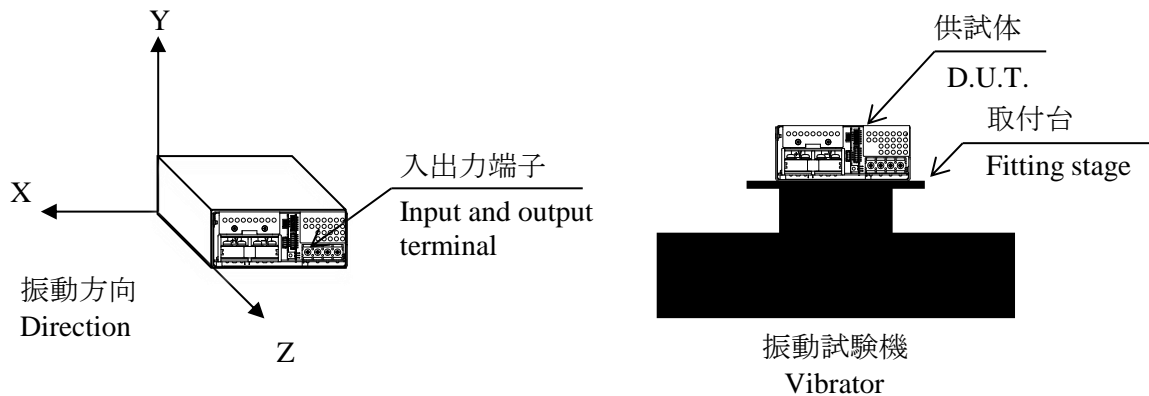 Y
X
Z
振動方向
Direction
入出力端子
Input and output
terminal
供試体
D.U.T.
取付台
Fitting stage
振動試験機
Vibrator